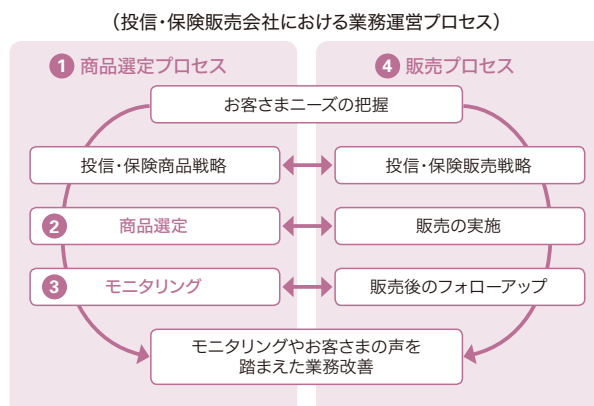 （投信・保険販売会社における業務運営プロセス）
1 商品選定プロセス
4 販売プロセス
お客さまニーズの把握
投信・保険商品戦略
投信・保険販売戦略
2 商品選定
販売の実施
3 モニタリング
販売後のフォローアップ
モニタリングやお客さまの声を
踏まえた業務改善